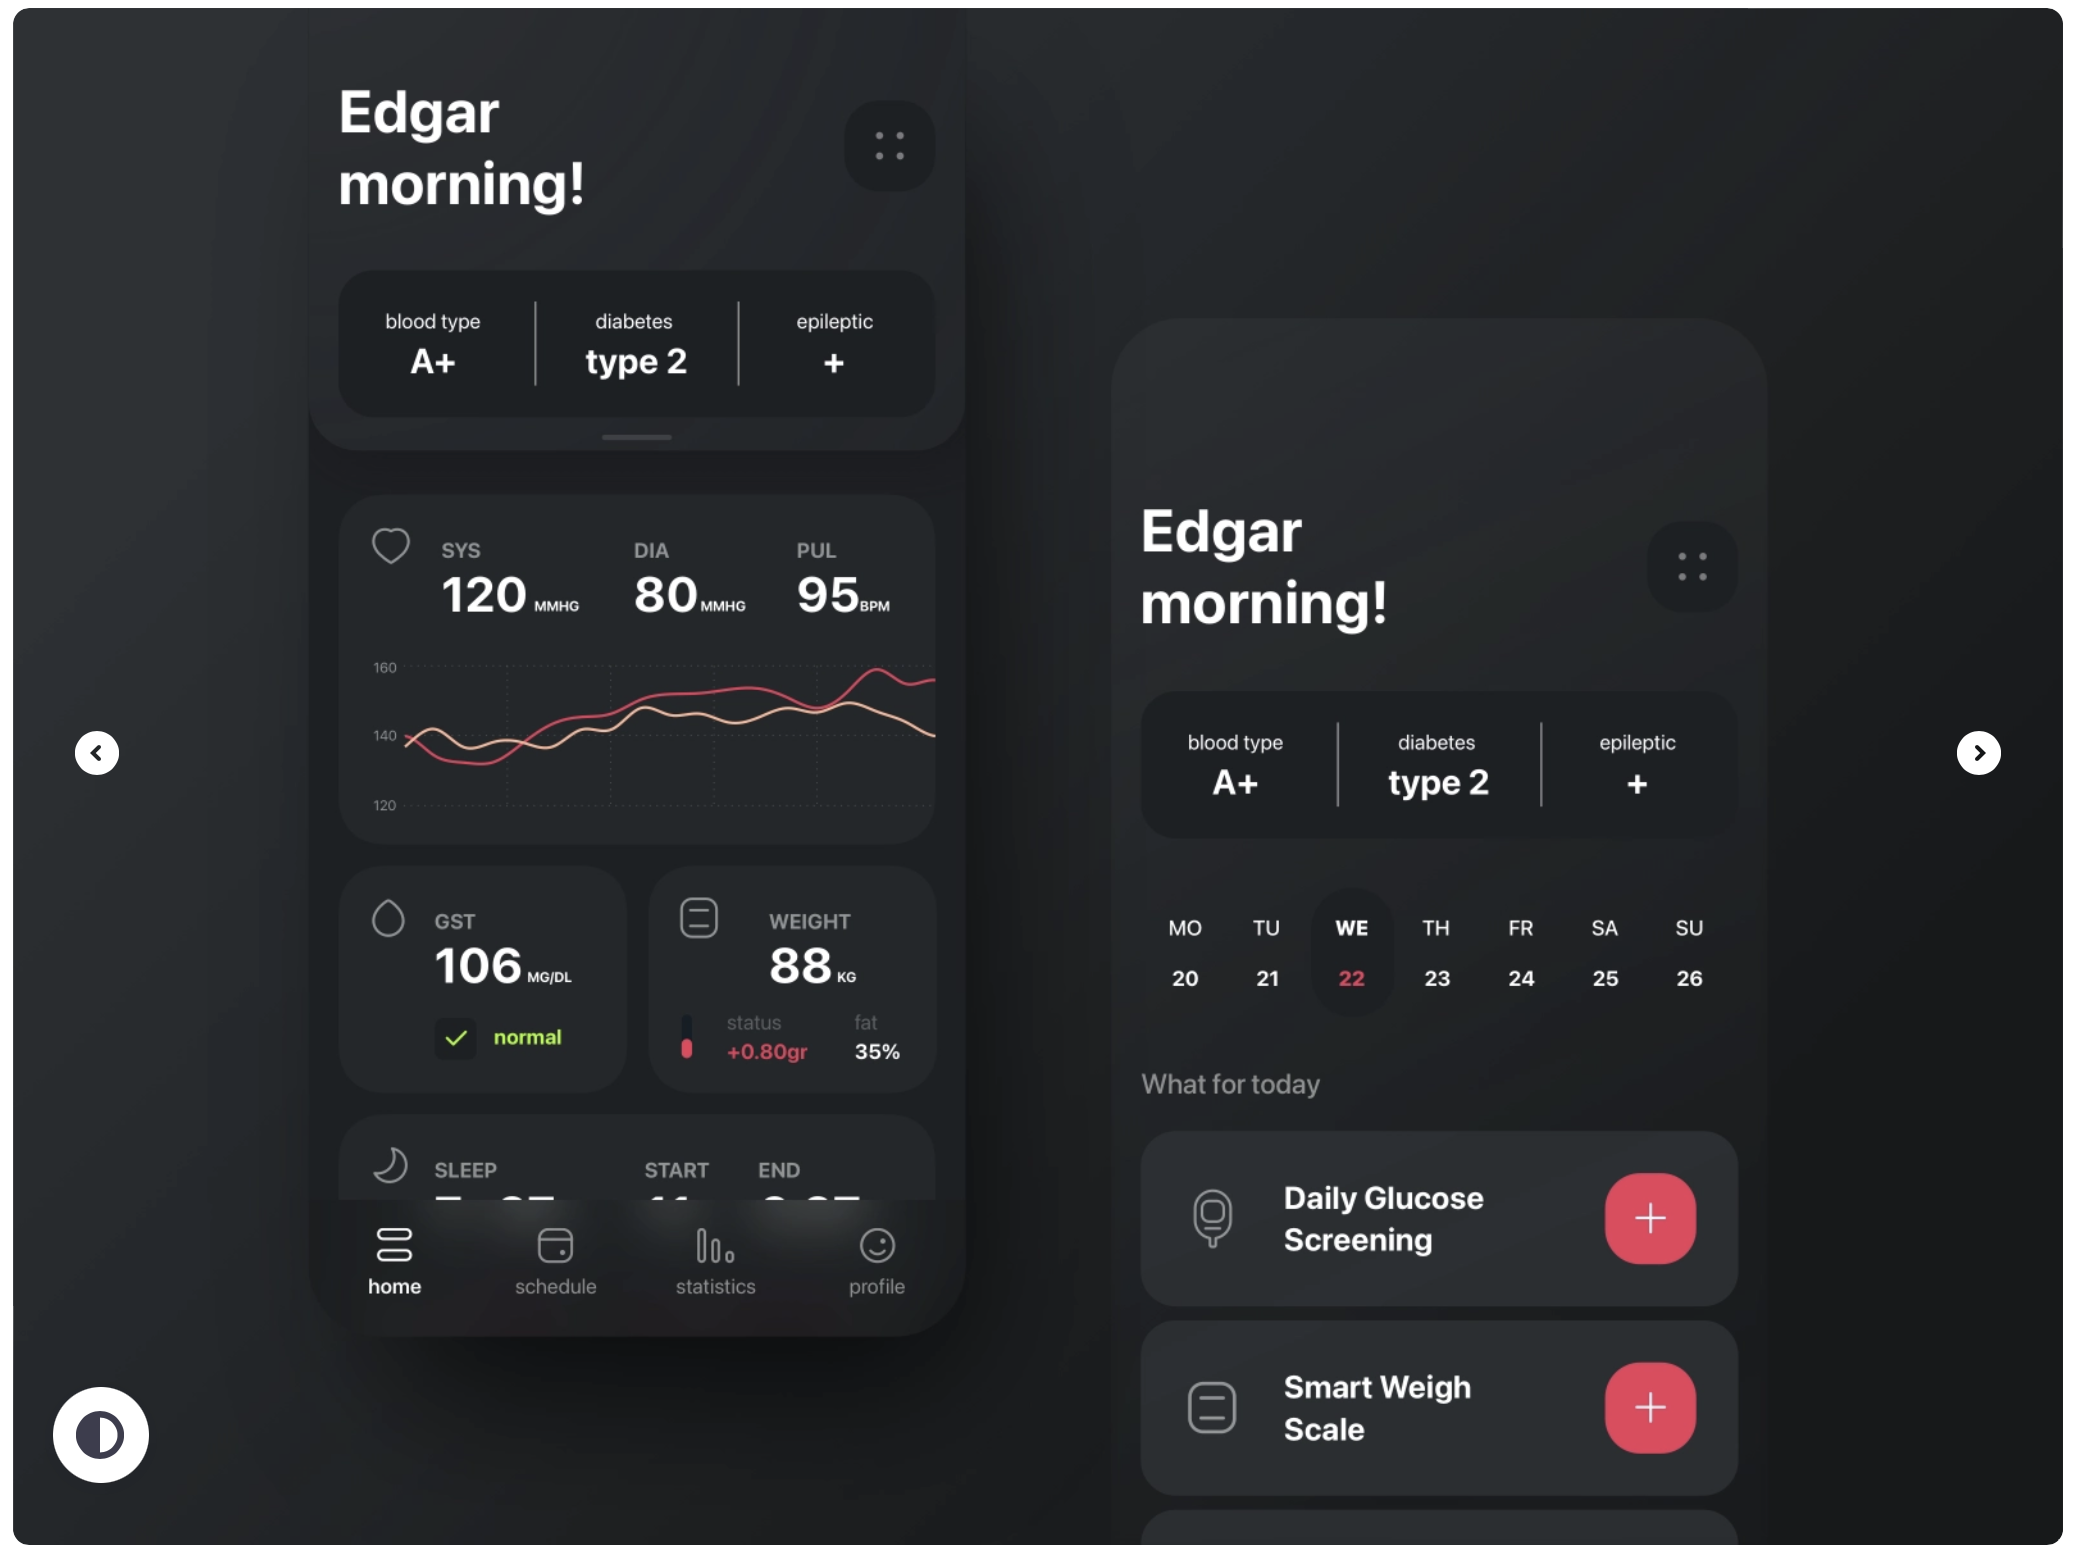 Edgar
morning!
blood type diabetes epileptic
A+ type 2 +
SYS DIA PUL
120 MMHG 80 MMHG 95 BPM
160
140
120
GST
106 MG/DL
normal
WEIGHT
88 KG
status fat
+0.80gr 35%
SLEEP START END
home schedule statistics profile
Edgar
morning!
blood type diabetes epileptic
A+ type 2 +
MO TU WE TH FR SA SU
20 21 22 23 24 25 26
What for today
Daily Glucose
Screening
Smart Weigh
Scale